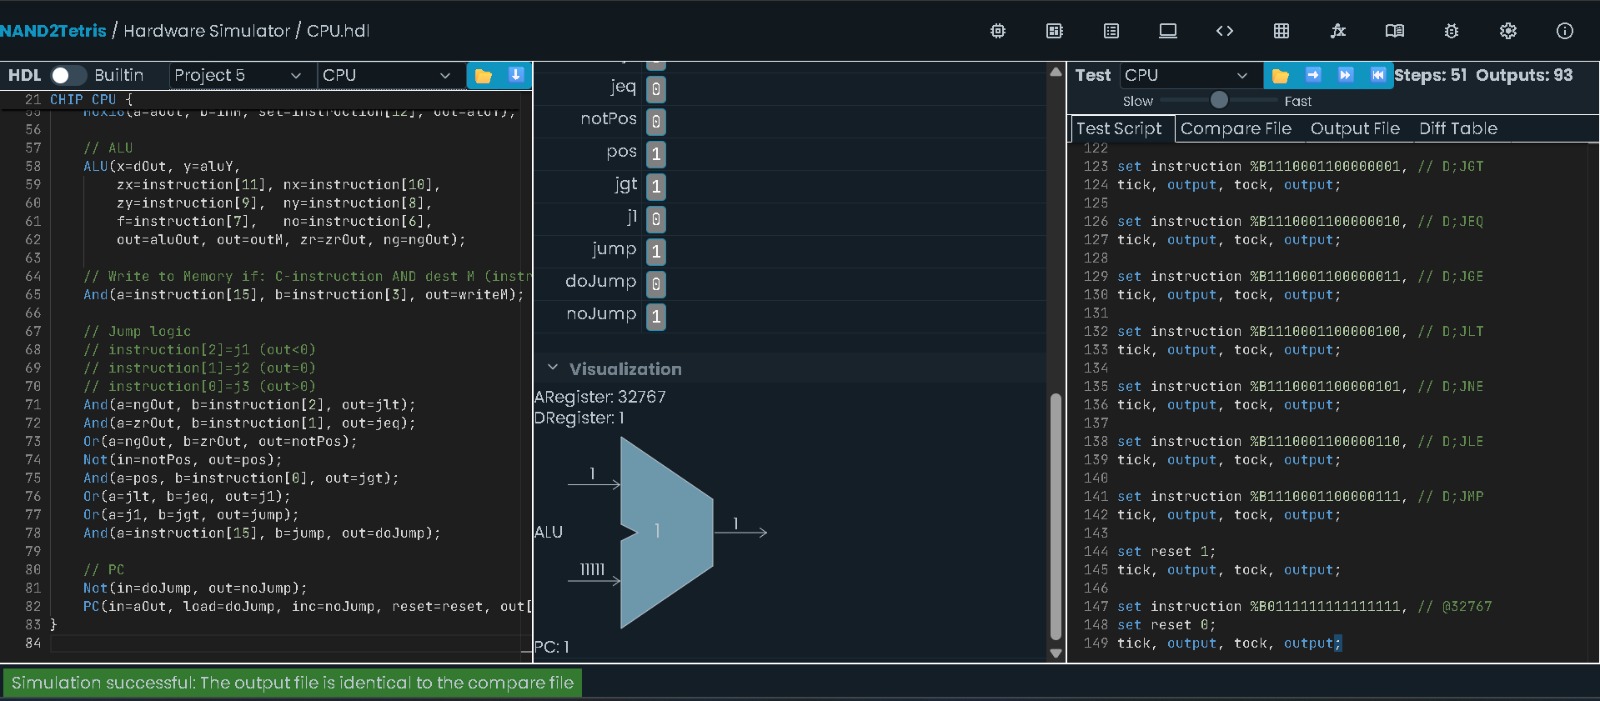 NAND2Tetris / Hardware Simulator / CPU.hdl
HDL Builtin Project 5 CPU
21 CHIP CPU {
56
57 // ALU
58 ALU(x=dOut, y=aluY,
59 zx=instruction[11], nx=instruction[10],
60 zy=instruction[9], ny=instruction[8],
61 f=instruction[7], no=instruction[6],
62 out=aluOut, out=outM, zr=zrOut, ng=ngOut);
63
64 // Write to Memory if: C-instruction AND dest M (instr
65 And(a=instruction[15], b=instruction[3], out=writeM);
66
67 // Jump logic
68 // instruction[2]=j1 (out<0)
69 // instruction[1]=j2 (out=0)
70 // instruction[0]=j3 (out>0)
71 And(a=ngOut, b=instruction[2], out=jlt);
72 And(a=zrOut, b=instruction[1], out=jeq);
73 Or(a=ngOut, b=zrOut, out=notPos);
74 Not(in=notPos, out=pos);
75 And(a=pos, b=instruction[0], out=jgt);
76 Or(a=jlt, b=jeq, out=j1);
77 Or(a=j1, b=jgt, out=jump);
78 And(a=instruction[15], b=jump, out=doJump);
79
80 // PC
81 Not(in=doJump, out=noJump);
82 PC(in=aOut, load=doJump, inc=noJump, reset=reset, out[
83 }
84
jeq 0
notPos 0
pos 1
jgt 1
j1 0
jump 1
doJump 0
noJump 1
Visualization
ARegister: 32767
DRegister: 1
1
ALU
1
1
11111
PC: 1
Test CPU Steps: 51 Outputs: 93
Slow Fast
Test Script Compare File Output File Diff Table
122
123 set instruction %B1110001100000001, // D;JGT
124 tick, output, tock, output;
125
126 set instruction %B1110001100000010, // D;JEQ
127 tick, output, tock, output;
128
129 set instruction %B1110001100000011, // D;JGE
130 tick, output, tock, output;
131
132 set instruction %B1110001100000100, // D;JLT
133 tick, output, tock, output;
134
135 set instruction %B1110001100000101, // D;JNE
136 tick, output, tock, output;
137
138 set instruction %B1110001100000110, // D;JLE
139 tick, output, tock, output;
140
141 set instruction %B1110001100000111, // D;JMP
142 tick, output, tock, output;
143
144 set reset 1;
145 tick, output, tock, output;
146
147 set instruction %B0111111111111111, // @32767
148 set reset 0;
149 tick, output, tock, output;
Simulation successful: The output file is identical to the compare file